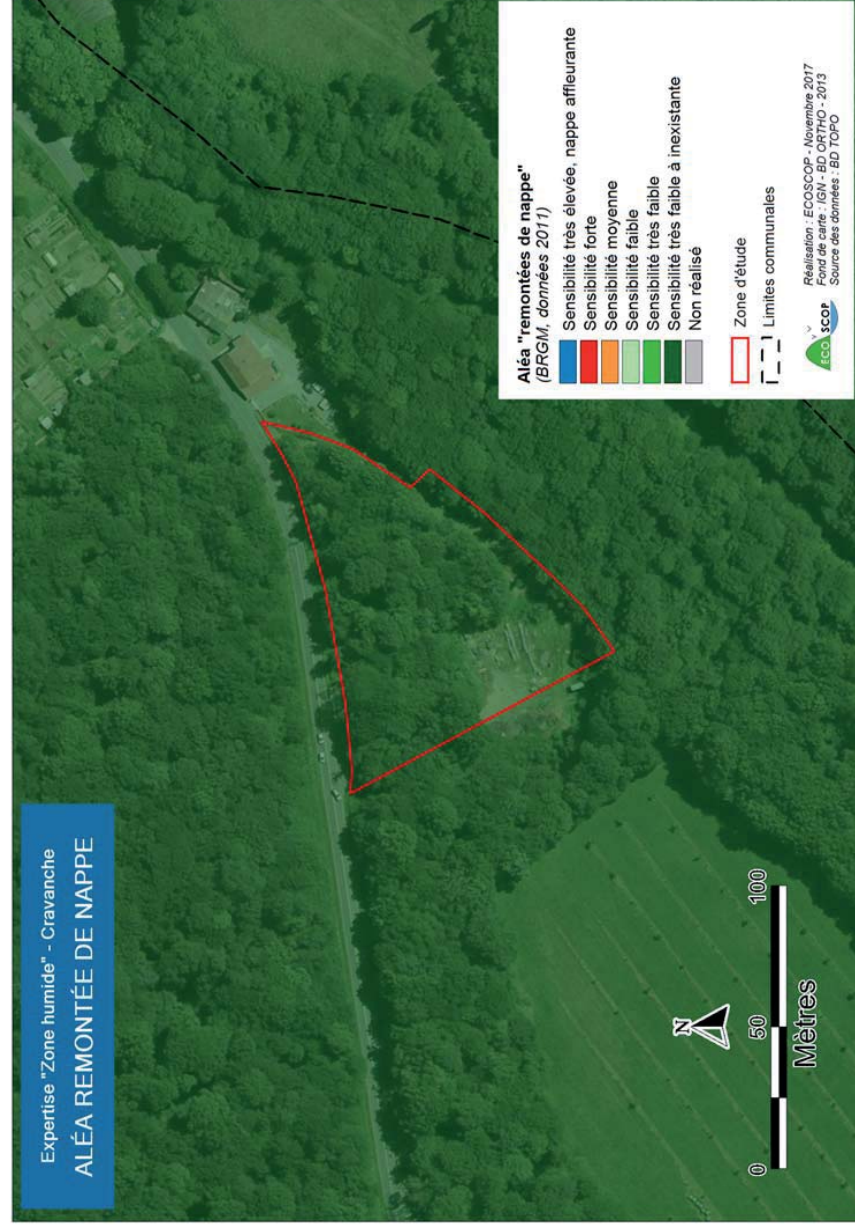 Expertise "Zone humide" - Cravanche
ALÉA REMONTÉE DE NAPPE
Aléa "remontées de nappe"
(BRGM, données 2011)
Sensibilité très élevée, nappe affleurante
Sensibilité forte
Sensibilité moyenne
Sensibilité faible
Sensibilité très faible
Sensibilité très faible à inexistante
Non réalisé
Zone d'étude
Limites communales
ECO SCOP
Réalisation : ECOSCOP - Novembre 2017
Fond de carte : IGN - BD ORTHO - 2013
Source des données : BD TOPO
N
0 50 100
Mètres